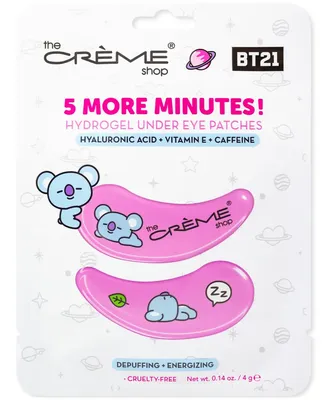 the
CRÈME®
shop
BT21
5 MORE MINUTES!
HYDROGEL UNDER EYE PATCHES
HYALURONIC ACID + VITAMIN E + CAFFEINE
the
CRÈME®
shop
ZZ
DEPUFFING + ENERGIZING
• CRUELTY-FREE Net wt. 0.14 oz. / 4 g ℮